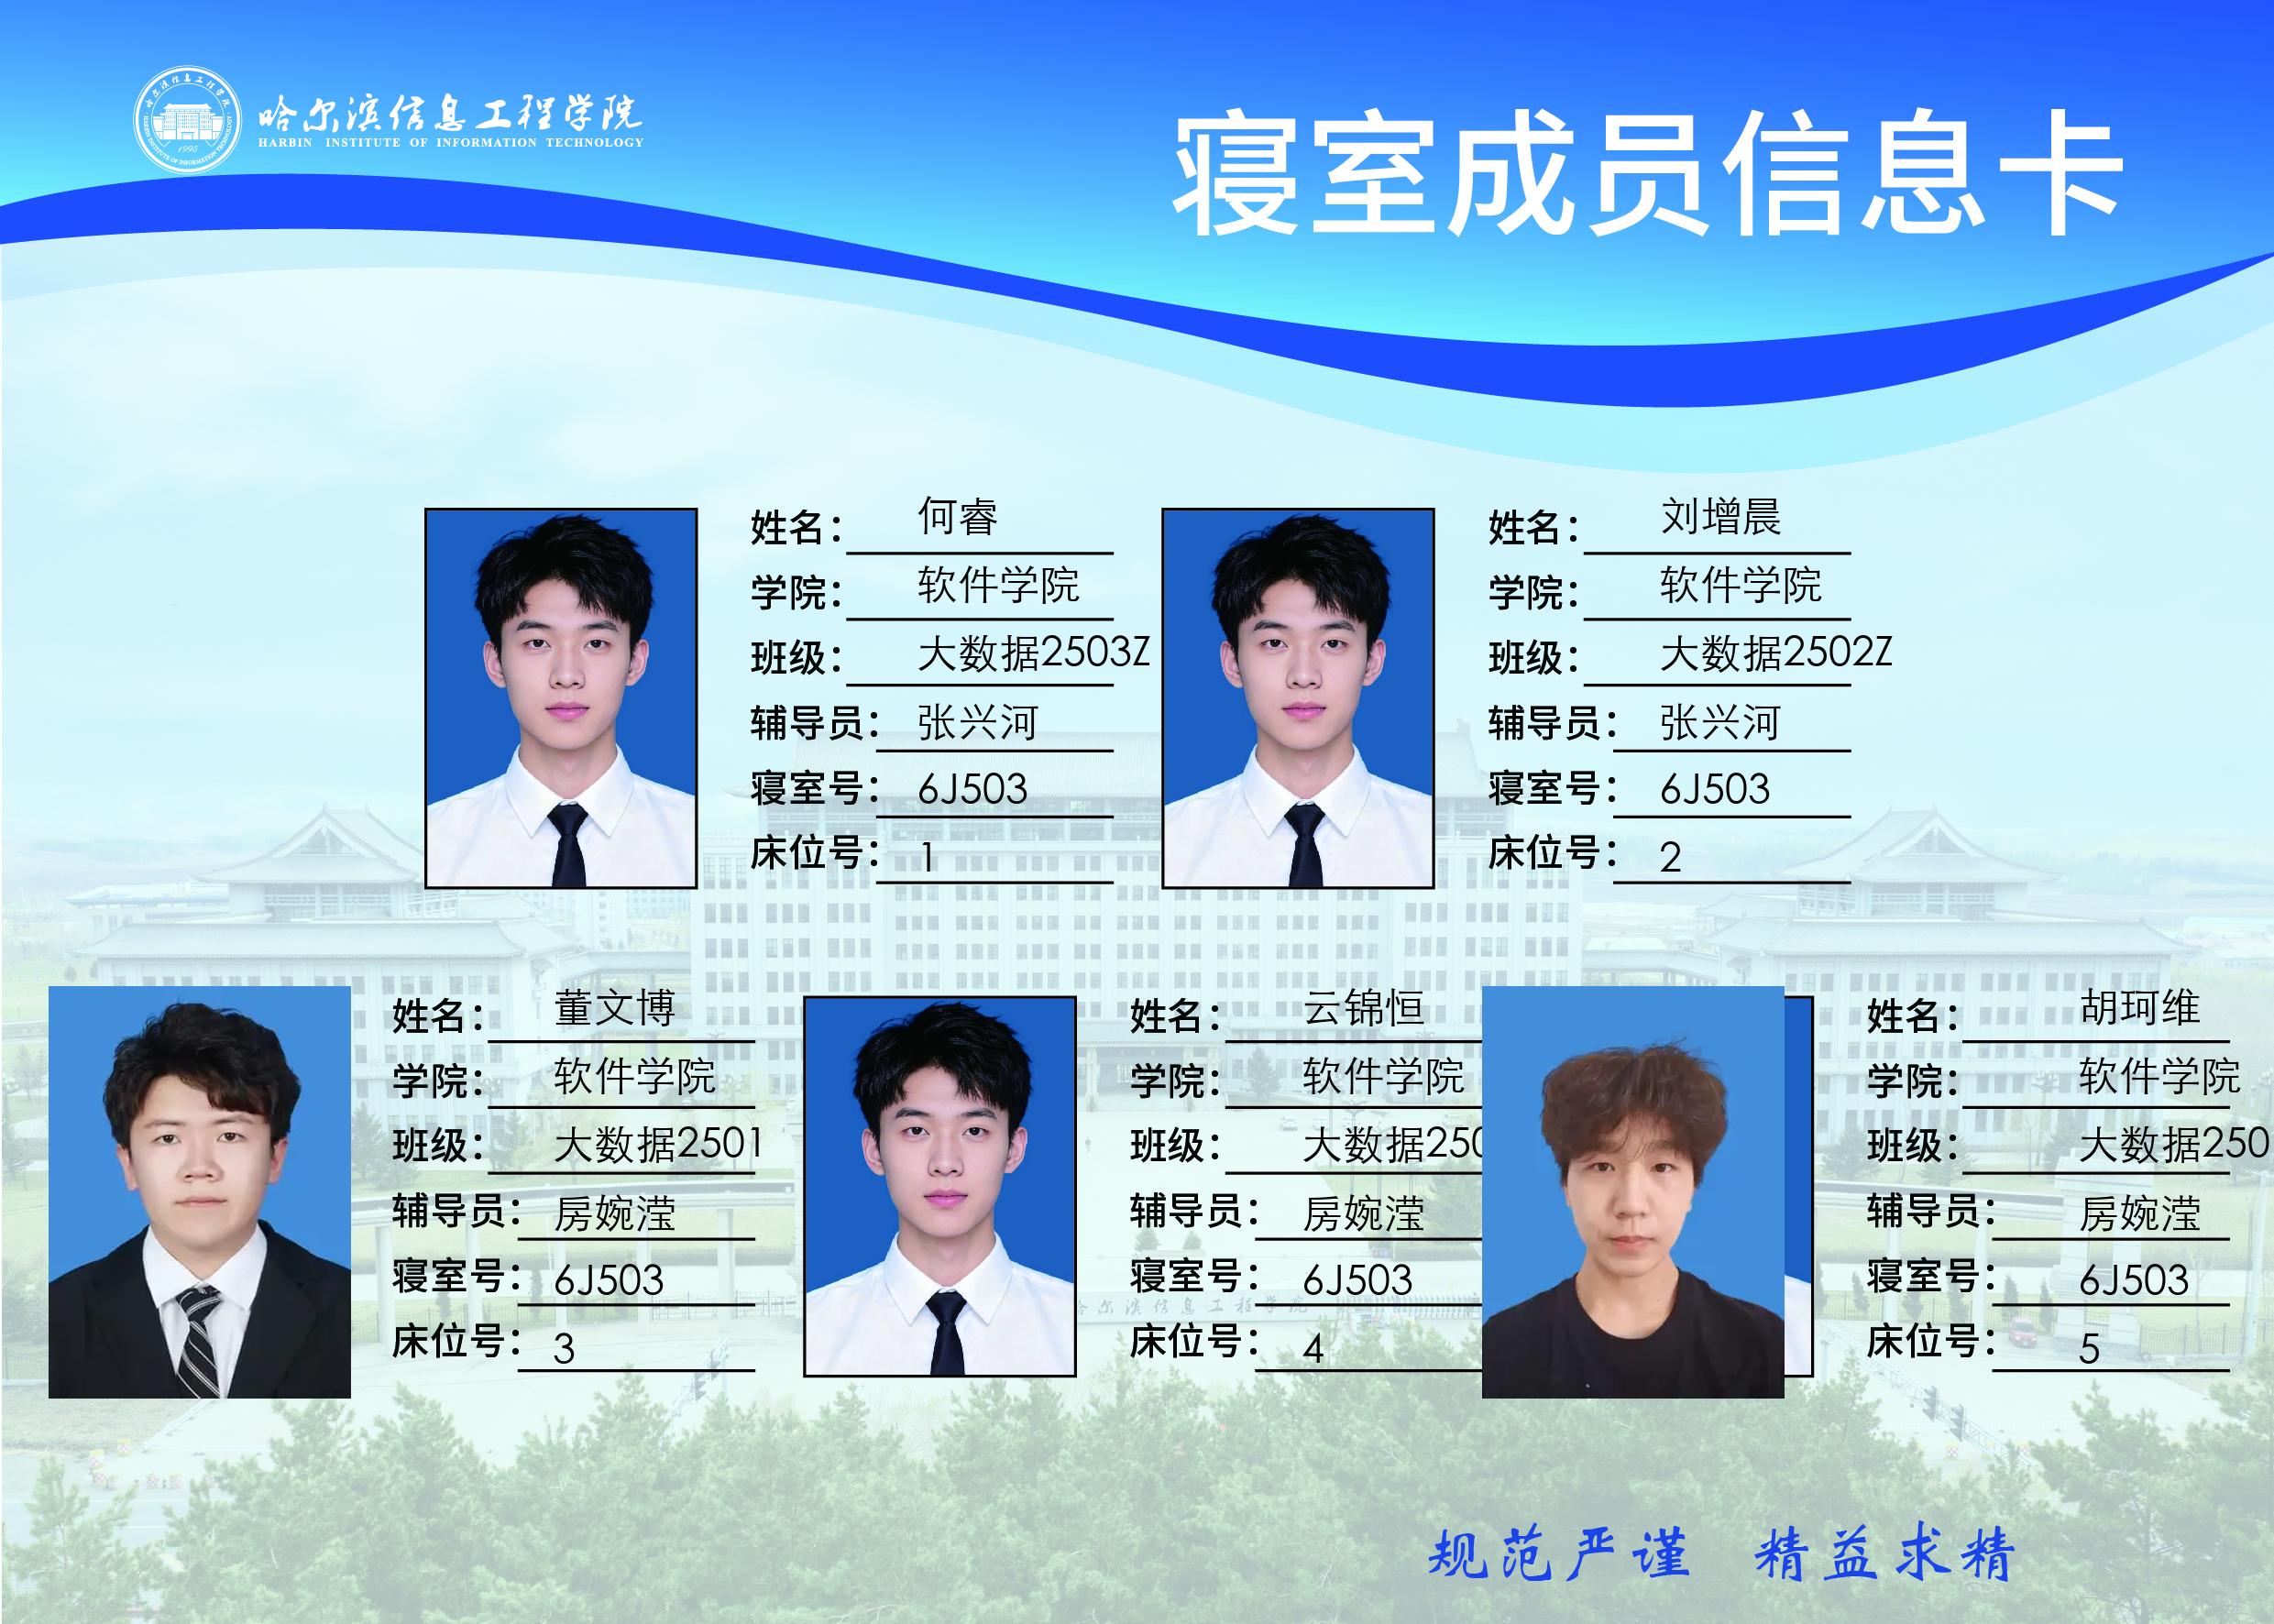 哈尔滨信息工程学院
HARBIN INSTITUTE OF INFORMATION TECHNOLOGY
1995
寝室成员信息卡
姓名： 何睿
学院： 软件学院
班级： 大数据2503Z
辅导员： 张兴河
寝室号： 6J503
床位号： 1
姓名： 刘增晨
学院： 软件学院
班级： 大数据2502Z
辅导员： 张兴河
寝室号： 6J503
床位号： 2
姓名： 董文博
学院： 软件学院
班级： 大数据2501
辅导员： 房婉滢
寝室号： 6J503
床位号： 3
姓名： 云锦恒
学院： 软件学院
班级： 大数据250
辅导员： 房婉滢
寝室号： 6J503
床位号： 4
姓名： 胡珂维
学院： 软件学院
班级： 大数据250
辅导员： 房婉滢
寝室号： 6J503
床位号： 5
哈尔滨信息工程学院
规范严谨 精益求精